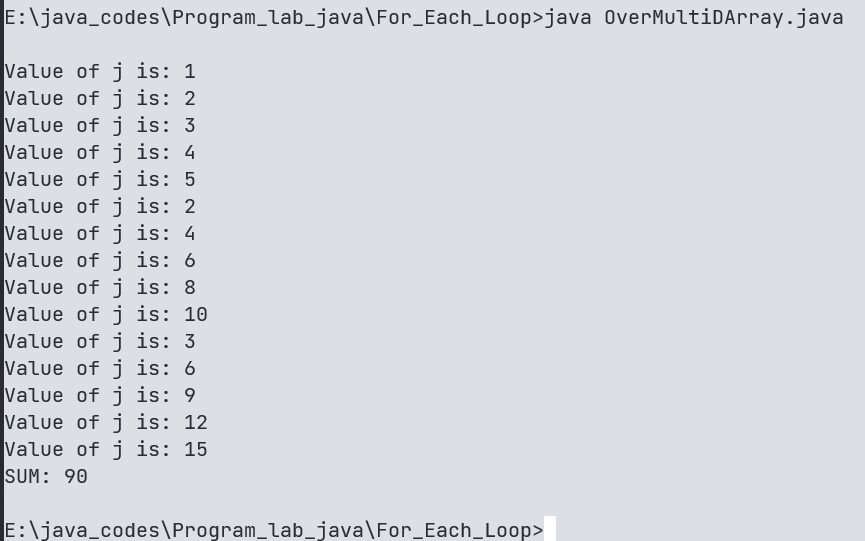 E:\java_codes\Program_lab_java\For_Each_Loop>java OverMultiDArray.java
Value of j is: 1
Value of j is: 2
Value of j is: 3
Value of j is: 4
Value of j is: 5
Value of j is: 2
Value of j is: 4
Value of j is: 6
Value of j is: 8
Value of j is: 10
Value of j is: 3
Value of j is: 6
Value of j is: 9
Value of j is: 12
Value of j is: 15
SUM: 90
E:\java_codes\Program_lab_java\For_Each_Loop>